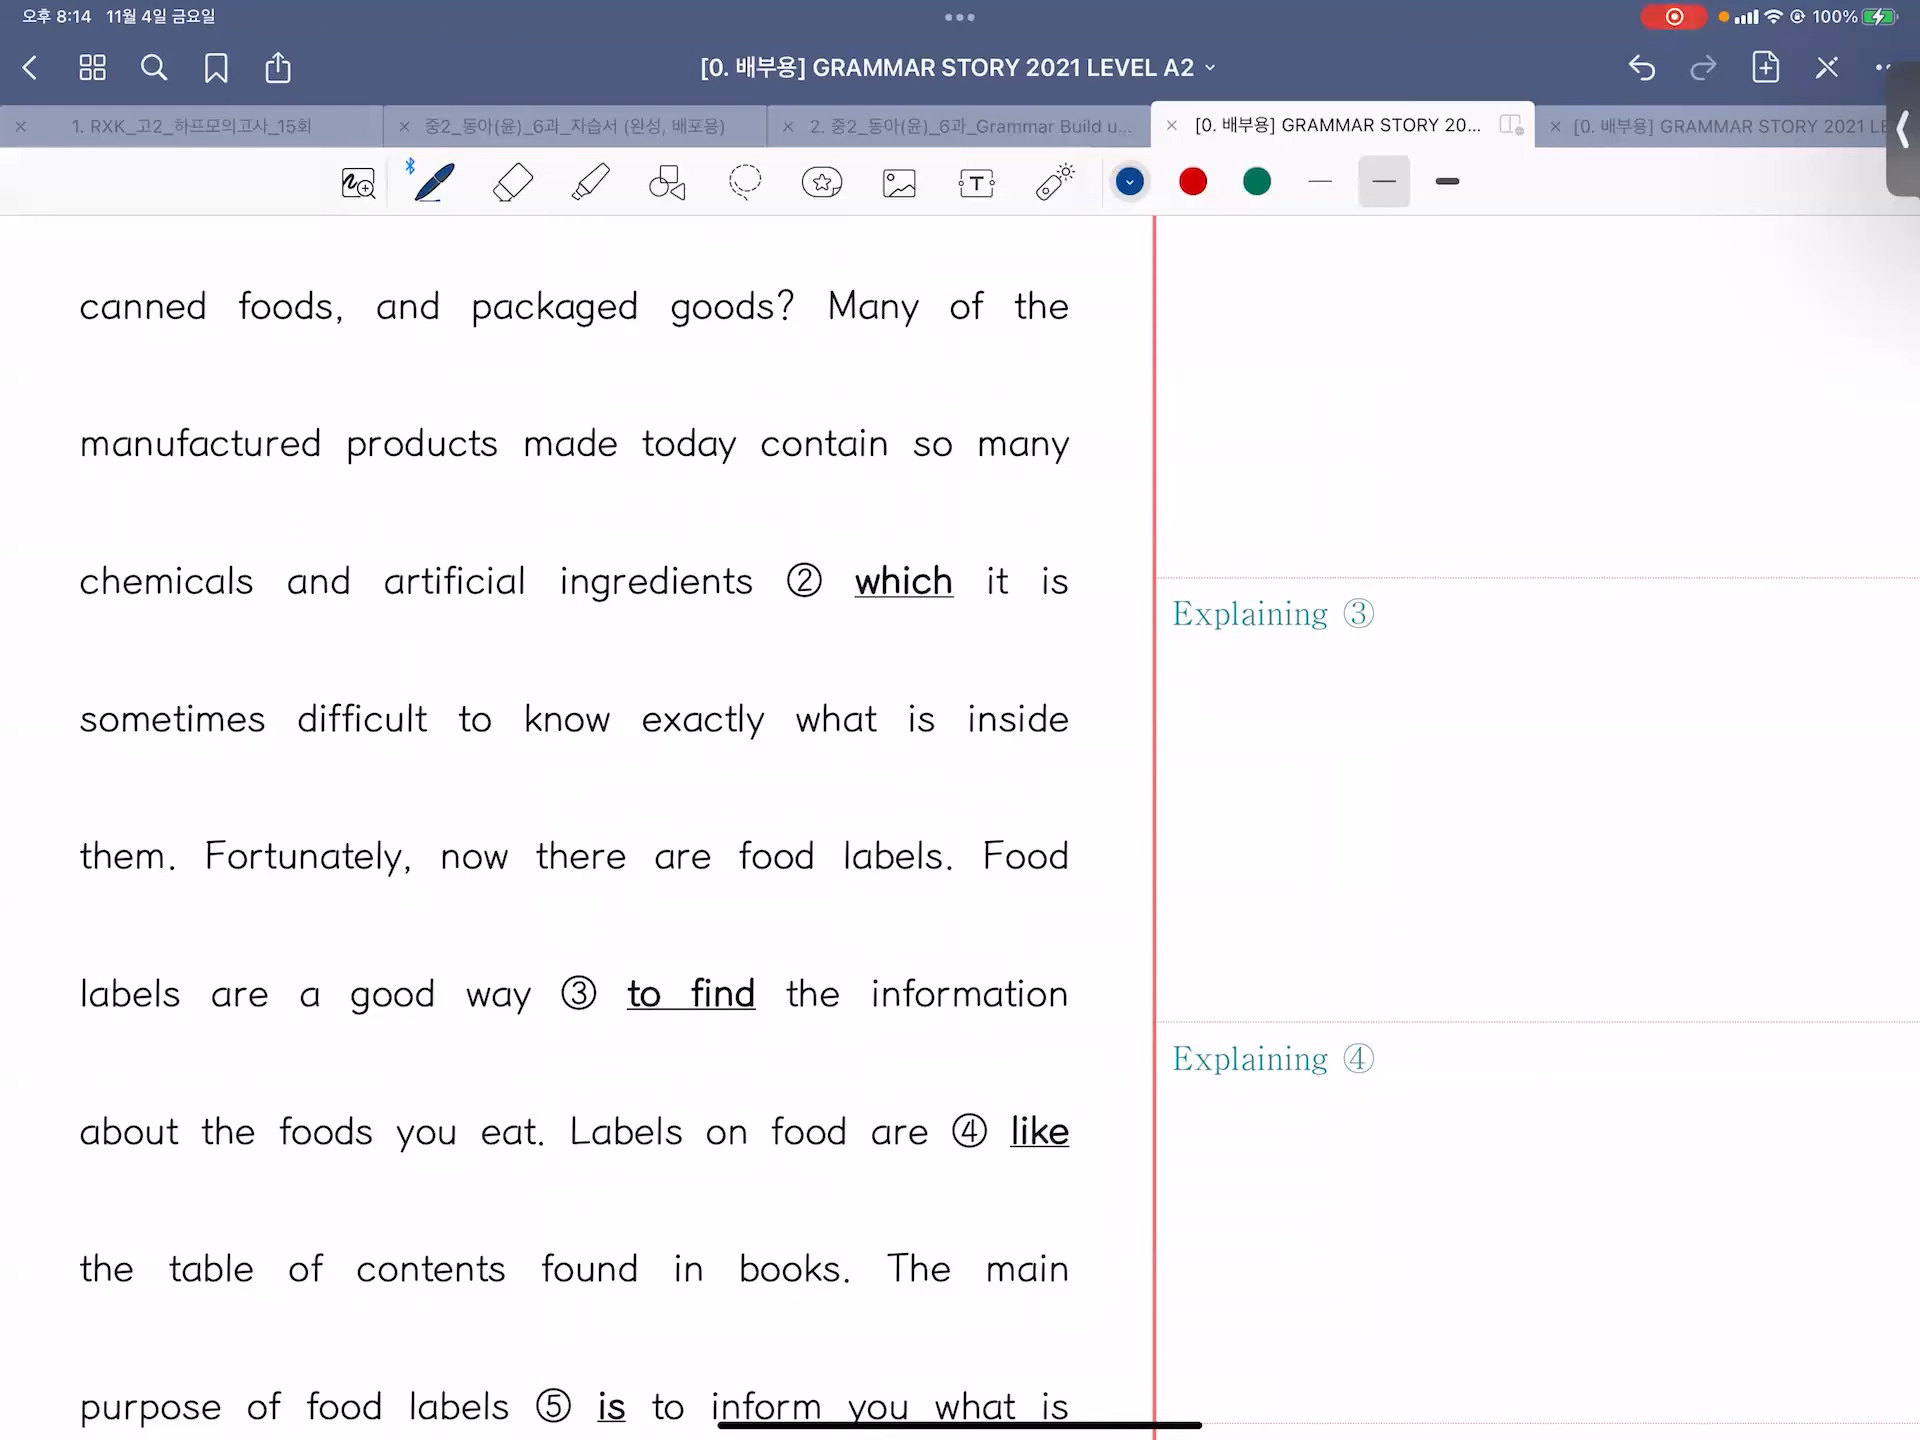 오후 8:14 11월 4일 금요일
100%
[0. 배부용] GRAMMAR STORY 2021 LEVEL A2
1. RXK_고2_하프모의고사_15회
중2_동아(윤)_6과_자습서 (완성, 배포용)
2. 중2_동아(윤)_6과_Grammar Build u...
[0. 배부용] GRAMMAR STORY 20...
[0. 배부용] GRAMMAR STORY 2021 LE
canned foods, and packaged goods? Many of the
manufactured products made today contain so many
chemicals and artificial ingredients ② which it is
sometimes difficult to know exactly what is inside
them. Fortunately, now there are food labels. Food
labels are a good way ③ to find the information
about the foods you eat. Labels on food are ④ like
the table of contents found in books. The main
purpose of food labels ⑤ is to inform you what is
Explaining ③
Explaining ④